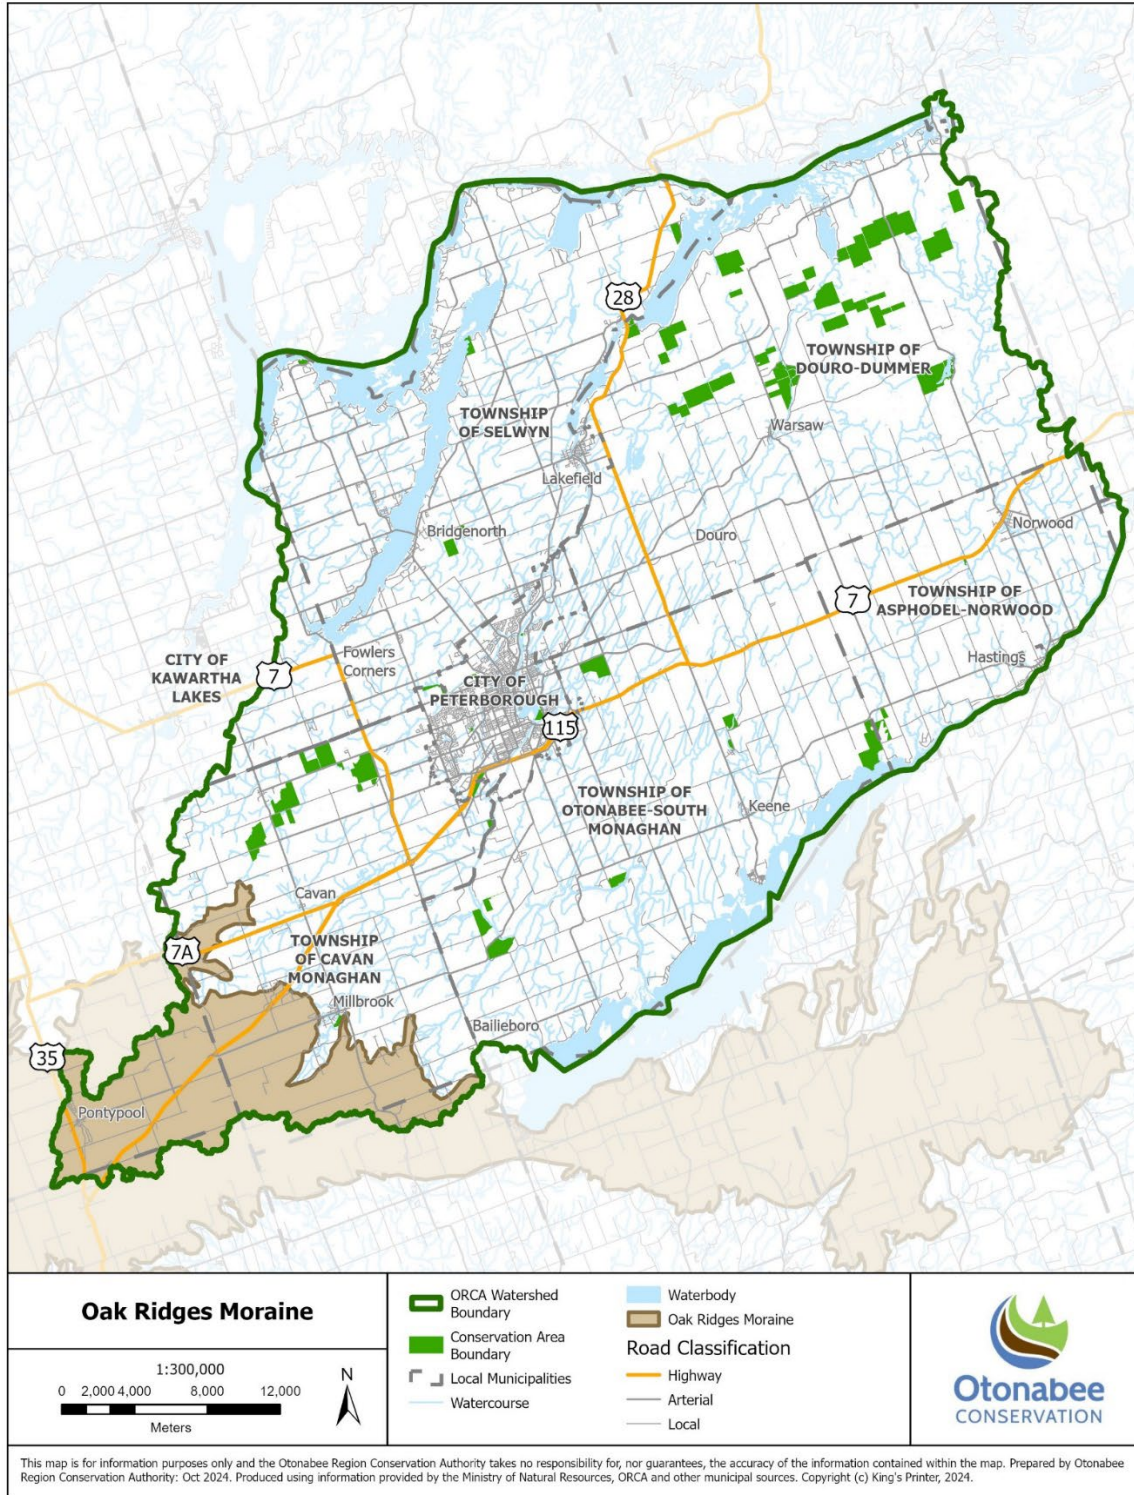 28
TOWNSHIP OF
DOURO-DUMMER
TOWNSHIP
OF SELWYN
Warsaw
Lakefield
Bridgenorth
Douro
Norwood
7
TOWNSHIP OF
ASPHODEL-NORWOOD
CITY OF
KAWARTHA
LAKES
7
Fowlers
Corners
Hastings
CITY OF
PETERBOROUGH
115
TOWNSHIP OF
OTONABEE-SOUTH
MONAGHAN
Keene
Cavan
7A
TOWNSHIP
OF CAVAN
MONAGHAN
Millbrook
Bailieboro
35
Pontypool
Oak Ridges Moraine
1:300,000
0 2,000 4,000 8,000 12,000
Meters
N
ORCA Watershed
Boundary
Conservation Area
Boundary
Local Municipalities
Watercourse
Waterbody
Oak Ridges Moraine
Road Classification
Highway
Arterial
Local
Otonabee
CONSERVATION
This map is for information purposes only and the Otonabee Region Conservation Authority takes no responsibility for, nor guarantees, the accuracy of the information contained within the map. Prepared by Otonabee
Region Conservation Authority: Oct 2024. Produced using information provided by the Ministry of Natural Resources, ORCA and other municipal sources. Copyright (c) King's Printer, 2024.